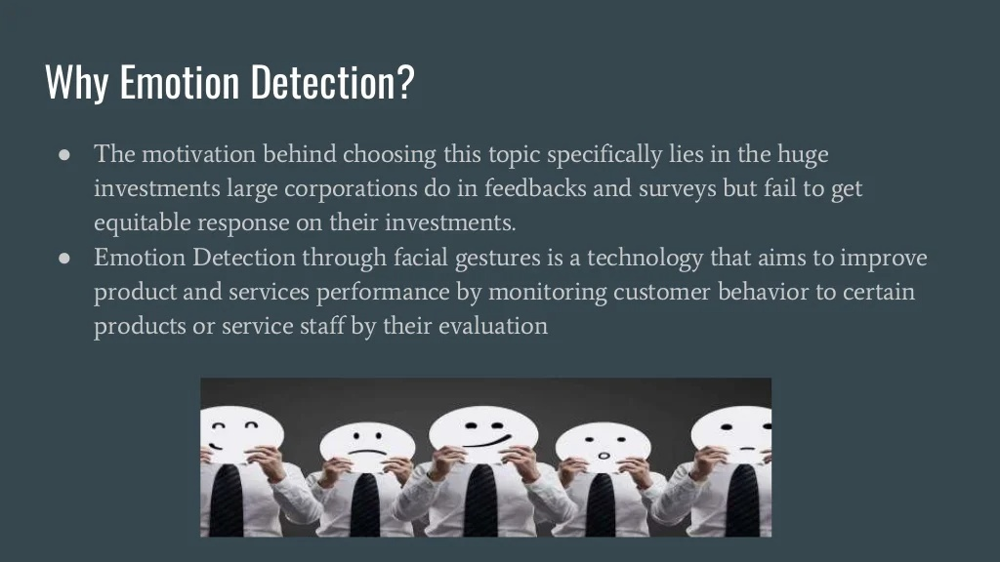 Why Emotion Detection?
● The motivation behind choosing this topic specifically lies in the huge
investments large corporations do in feedbacks and surveys but fail to get
equitable response on their investments.
● Emotion Detection through facial gestures is a technology that aims to improve
product and services performance by monitoring customer behavior to certain
products or service staff by their evaluation